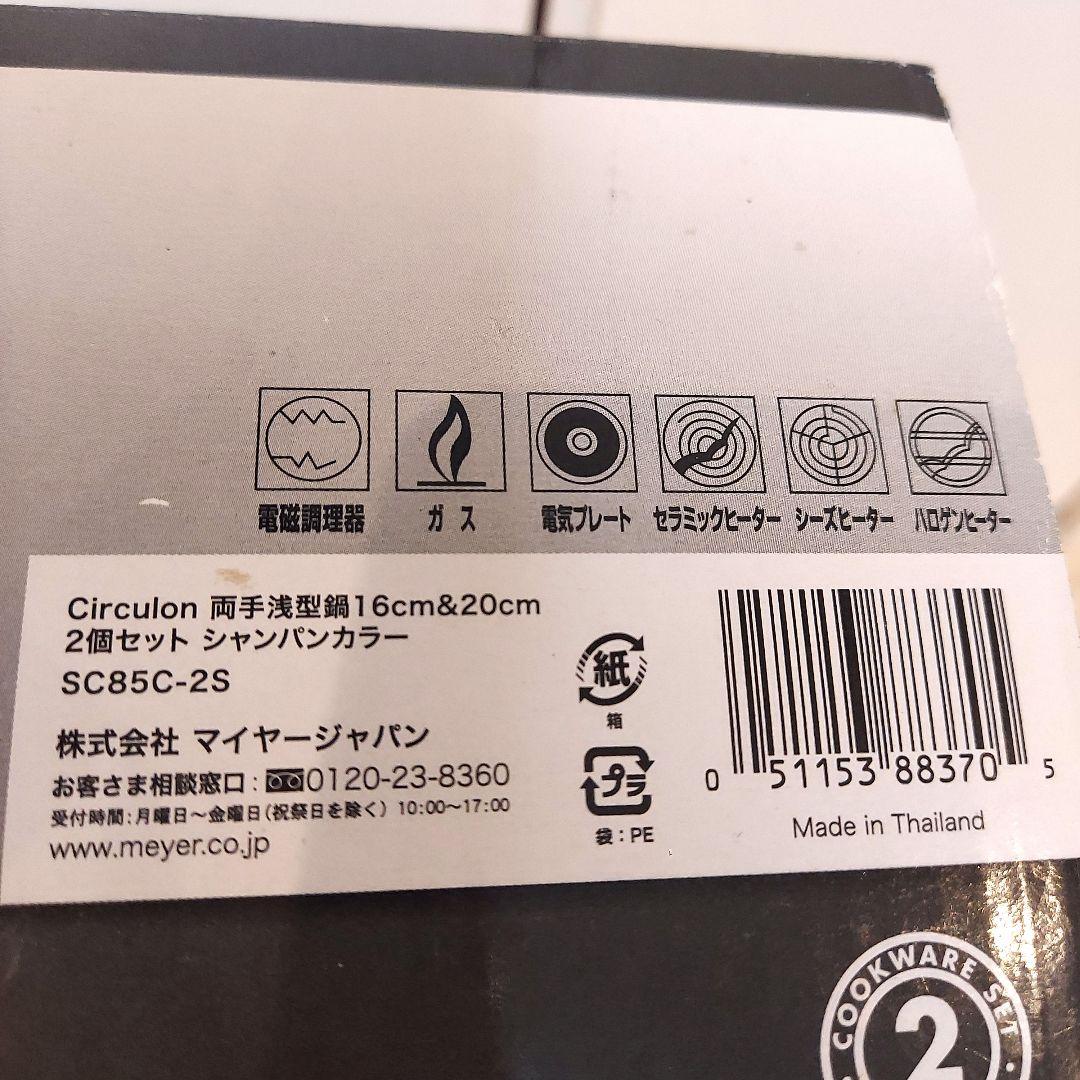 電磁調理器 ガス 電気プレート セラミックヒーター シーズヒーター ハロゲンヒーター
Circulon 両手浅型鍋16cm&20cm
2個セット シャンパンカラー
SC85C-2S
株式会社 マイヤージャパン
お客さま相談窓口:0120-23-8360
受付時間:月曜日〜金曜日(祝祭日を除く) 10:00〜17:00
www.meyer.co.jp
紙
箱
プラ
袋:PE
0 51153 88370 5
Made in Thailand
COOKWARE SET
2